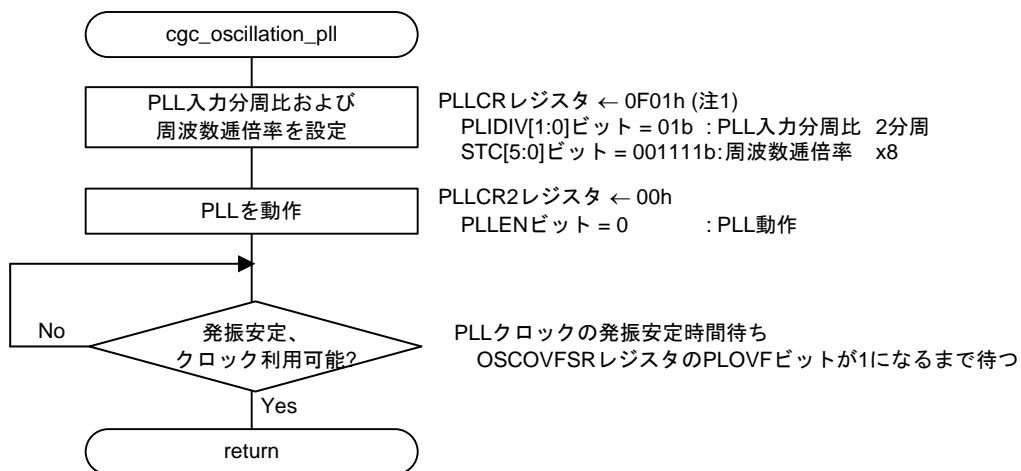 cgc_oscillation_pll
PLL入力分周比および
周波数逓倍率を設定
PLLCRレジスタ ← 0F01h (注1)
PLIDIV[1:0]ビット = 01b : PLL入力分周比 2分周
STC[5:0]ビット = 001111b:周波数逓倍率 x8
PLLを動作
PLLCR2レジスタ ← 00h
PLLENビット = 0 : PLL動作
No
発振安定、
クロック利用可能?
PLLクロックの発振安定時間待ち
OSCOVFSRレジスタのPLOVFビットが1になるまで待つ
Yes
return